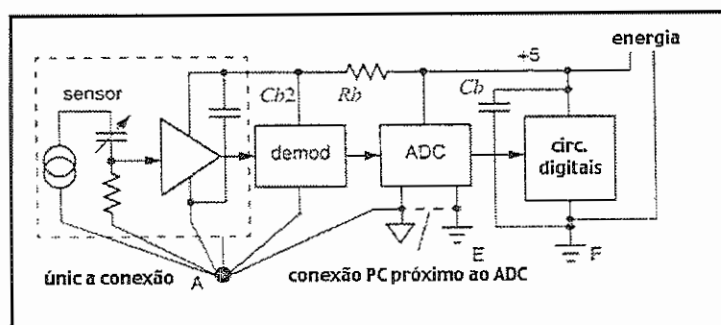 energia
+5
sensor
Cb2
Rb
Cb
demod
ADC
circ.
digitais
E
F
únic a conexão
A
conexão PC próximo ao ADC